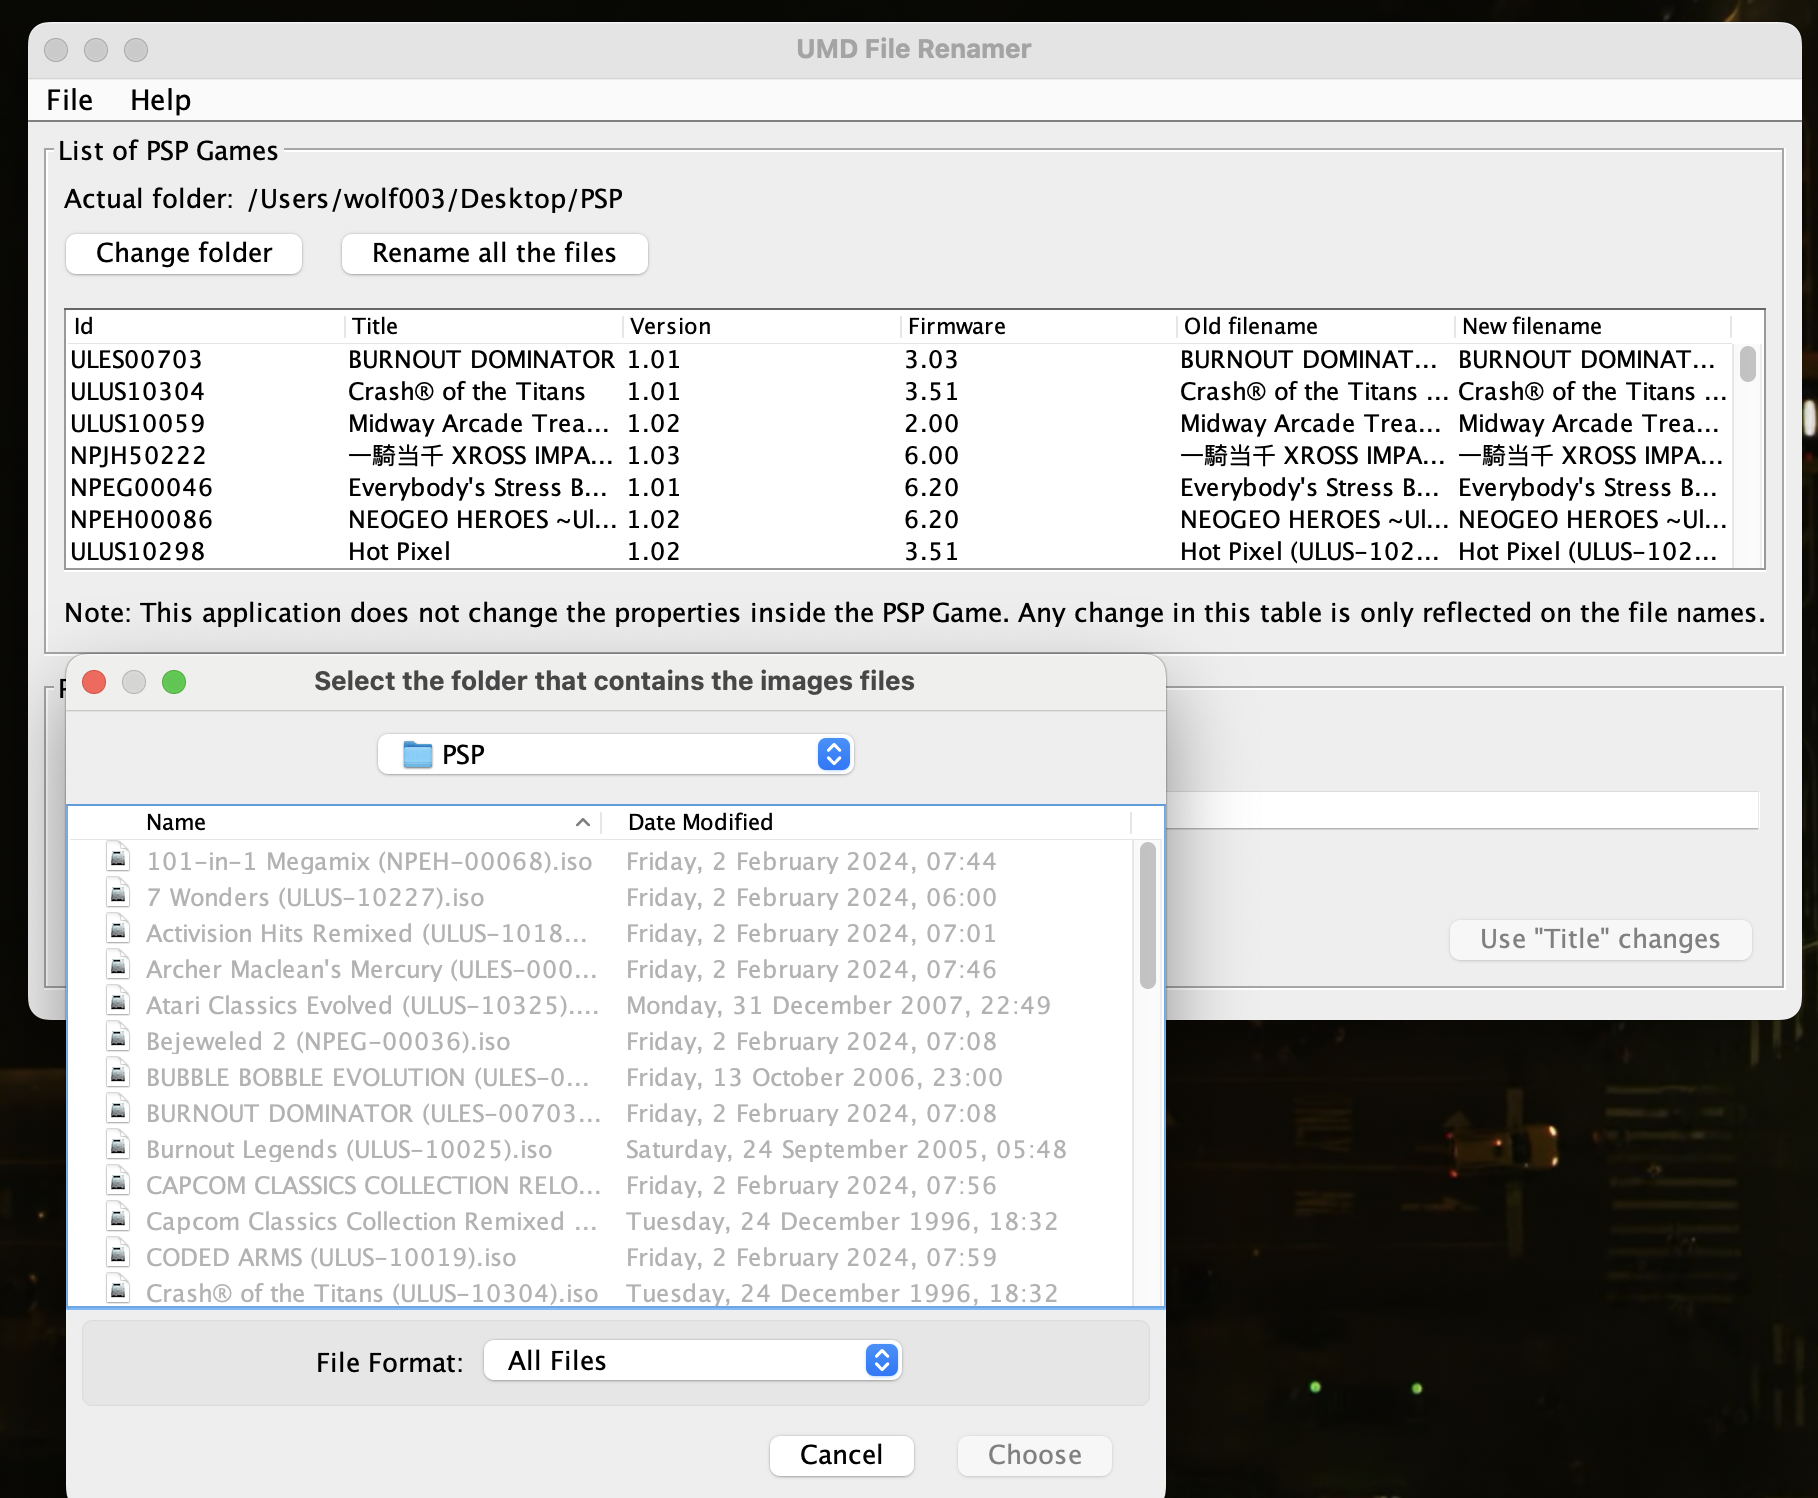 UMD File Renamer
File Help
List of PSP Games
Actual folder: /Users/wolf003/Desktop/PSP
Change folder Rename all the files
Id Title Version Firmware Old filename New filename
ULES00703 BURNOUT DOMINATOR 1.01 3.03 BURNOUT DOMINAT... BURNOUT DOMINAT...
ULUS10304 Crash® of the Titans 1.01 3.51 Crash® of the Titans ... Crash® of the Titans ...
ULUS10059 Midway Arcade Trea... 1.02 2.00 Midway Arcade Trea... Midway Arcade Trea...
NPJH50222 一騎当千 XROSS IMPA... 1.03 6.00 一騎当千 XROSS IMPA... 一騎当千 XROSS IMPA...
NPEG00046 Everybody's Stress B... 1.01 6.20 Everybody's Stress B... Everybody's Stress B...
NPEH00086 NEOGEO HEROES ~Ul... 1.02 6.20 NEOGEO HEROES ~Ul... NEOGEO HEROES ~Ul...
ULUS10298 Hot Pixel 1.02 3.51 Hot Pixel (ULUS-102... Hot Pixel (ULUS-102...
Note: This application does not change the properties inside the PSP Game. Any change in this table is only reflected on the file names.
Select the folder that contains the images files
PSP
Name Date Modified
101-in-1 Megamix (NPEH-00068).iso Friday, 2 February 2024, 07:44
7 Wonders (ULUS-10227).iso Friday, 2 February 2024, 06:00
Activision Hits Remixed (ULUS-1018... Friday, 2 February 2024, 07:01
Archer Maclean's Mercury (ULES-000... Friday, 2 February 2024, 07:46
Atari Classics Evolved (ULUS-10325).... Monday, 31 December 2007, 22:49
Bejeweled 2 (NPEG-00036).iso Friday, 2 February 2024, 07:08
BUBBLE BOBBLE EVOLUTION (ULES-0... Friday, 13 October 2006, 23:00
BURNOUT DOMINATOR (ULES-00703... Friday, 2 February 2024, 07:08
Burnout Legends (ULUS-10025).iso Saturday, 24 September 2005, 05:48
CAPCOM CLASSICS COLLECTION RELO... Friday, 2 February 2024, 07:56
Capcom Classics Collection Remixed ... Tuesday, 24 December 1996, 18:32
CODED ARMS (ULUS-10019).iso Friday, 2 February 2024, 07:59
Crash® of the Titans (ULUS-10304).iso Tuesday, 24 December 1996, 18:32
Use "Title" changes
File Format: All Files
Cancel Choose